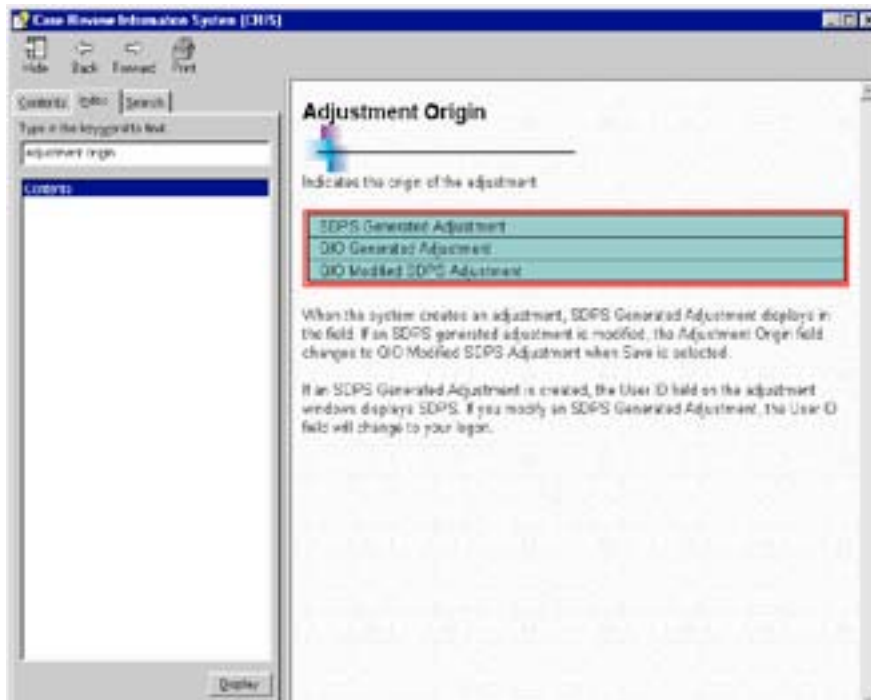 Case Review Information System (CRIS)
Hide Back Forward Print
Contents Index Search
Type in the keyword to find:
adjustment origin
Contents
Display
Adjustment Origin
Indicates the origin of the adjustment
SDPS Generated Adjustment
QIO Generated Adjustment
QIO Modified SDPS Adjustment
When the system creates an adjustment, SDPS Generated Adjustment displays in
the field. If an SDPS generated adjustment is modified, the Adjustment Origin field
changes to QIO Modified SDPS Adjustment when Save is selected.
If an SDPS Generated Adjustment is created, the User ID field on the adjustment
windows displays SDPS. If you modify an SDPS Generated Adjustment, the User ID
field will change to your logon.